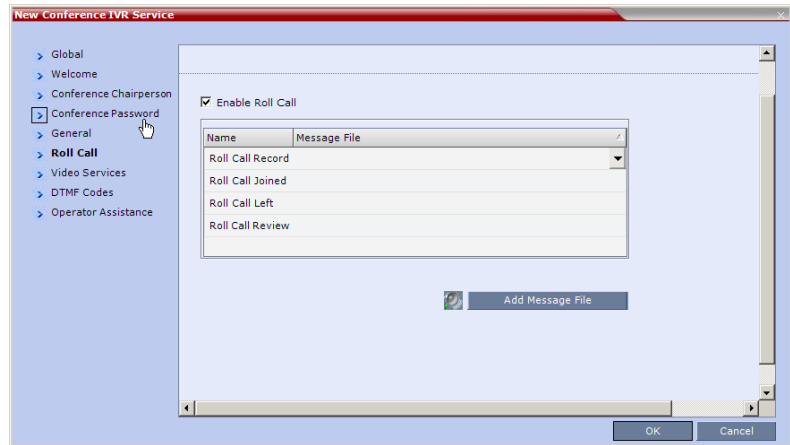 New Conference IVR Service
Global
Welcome
Conference Chairperson
Conference Password
General
Roll Call
Video Services
DTMF Codes
Operator Assistance
Enable Roll Call
Name Message File
Roll Call Record
Roll Call Joined
Roll Call Left
Roll Call Review
Add Message File
OK Cancel